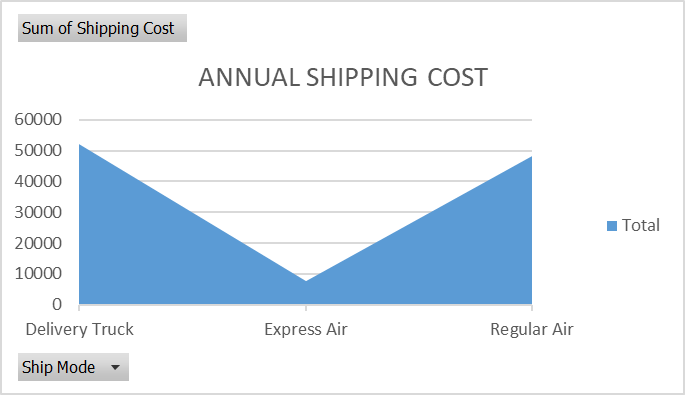 Sum of Shipping Cost
ANNUAL SHIPPING COST
60000
50000
40000
30000
20000
10000
0
Delivery Truck Express Air Regular Air
Total
Ship Mode